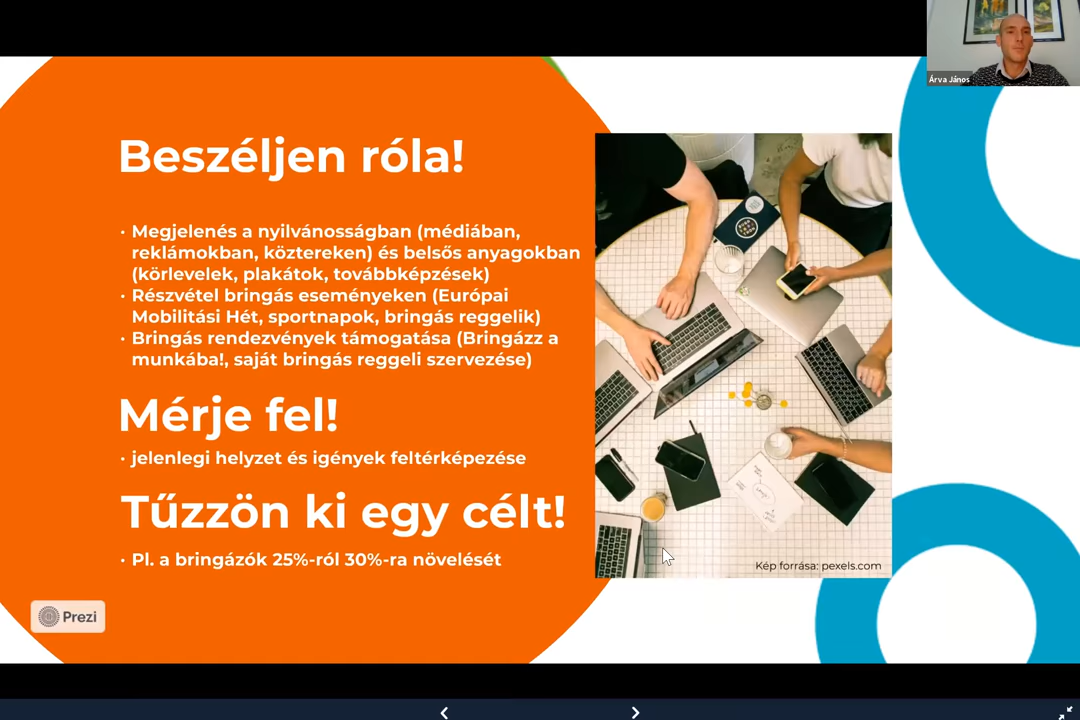 Árva János
Beszéljen róla!
· Megjelenés a nyilvánosságban (médiában,
reklámokban, köztereken) és belsős anyagokban
(körlevelek, plakátok, továbbképzések)
· Részvétel bringás eseményeken (Európai
Mobilitási Hét, sportnapok, bringás reggelik)
· Bringás rendezvények támogatása (Bringázz a
munkába!, saját bringás reggeli szervezése)
Mérje fel!
· jelenlegi helyzet és igények feltérképezése
Tűzzön ki egy célt!
· Pl. a bringázók 25%-ról 30%-ra növelését
Kép forrása: pexels.com
Prezi